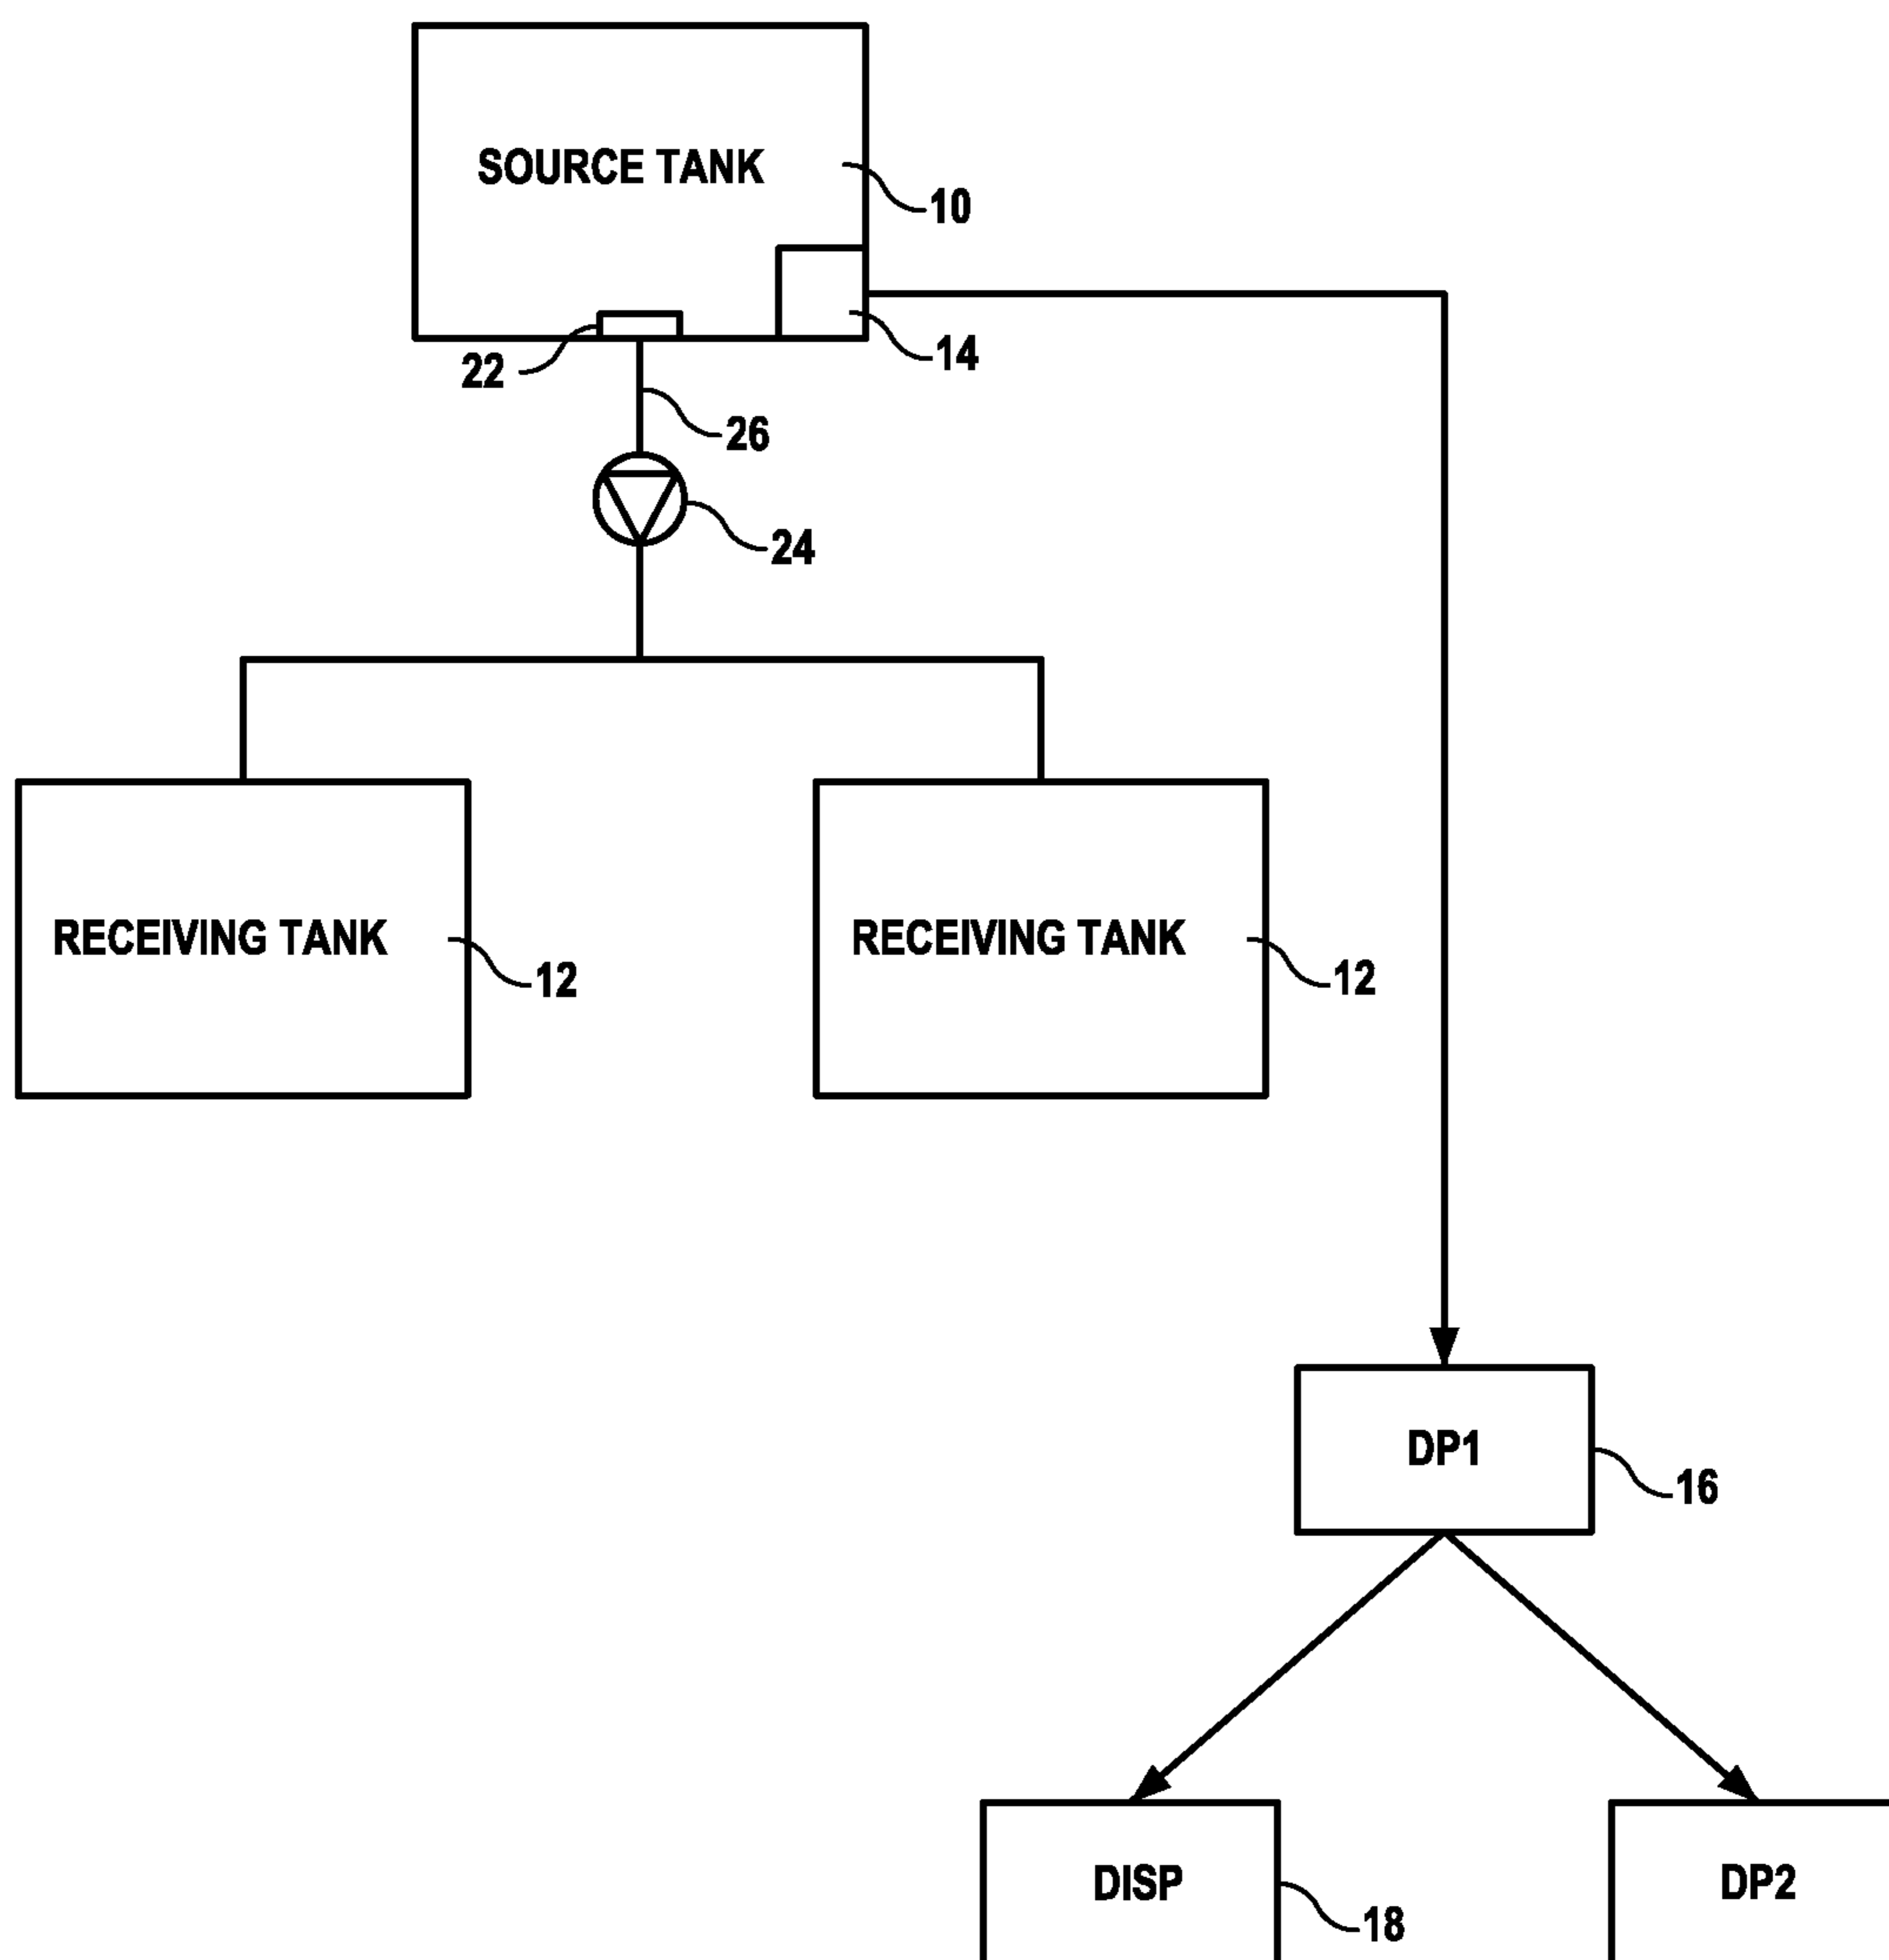 SOURCE TANK
10
14
22
26
24
RECEIVING TANK
12
RECEIVING TANK
12
DP1
16
DISP
18
DP2